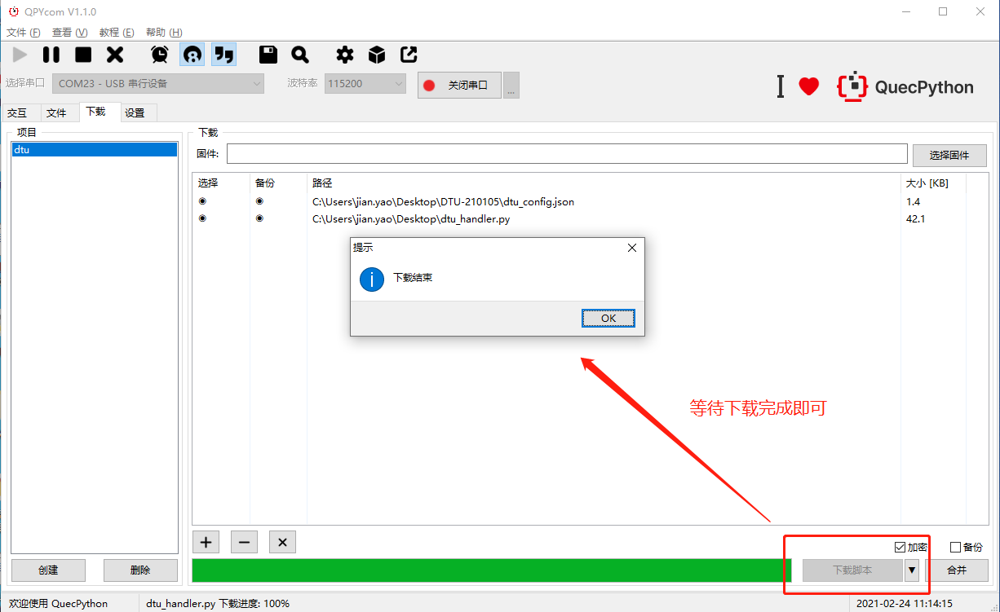 QPYcom V1.1.0
文件 (F) 查看 (V) 教程 (E) 帮助 (H)
选择串口 COM23 - USB 串行设备 波特率 115200 关闭串口 ...
I QuecPython
交互 文件 下载 设置
项目
dtu
下载
固件: 选择固件
选择 备份 路径 大小 [KB]
C:\Users\jian.yao\Desktop\DTU-210105\dtu_config.json 1.4
C:\Users\jian.yao\Desktop\dtu_handler.py 42.1
提示
下载结束
OK
等待下载完成即可
加密 备份
创建 删除 下载脚本 合并
欢迎使用 QuecPython dtu_handler.py 下载进度: 100% 2021-02-24 11:14:15